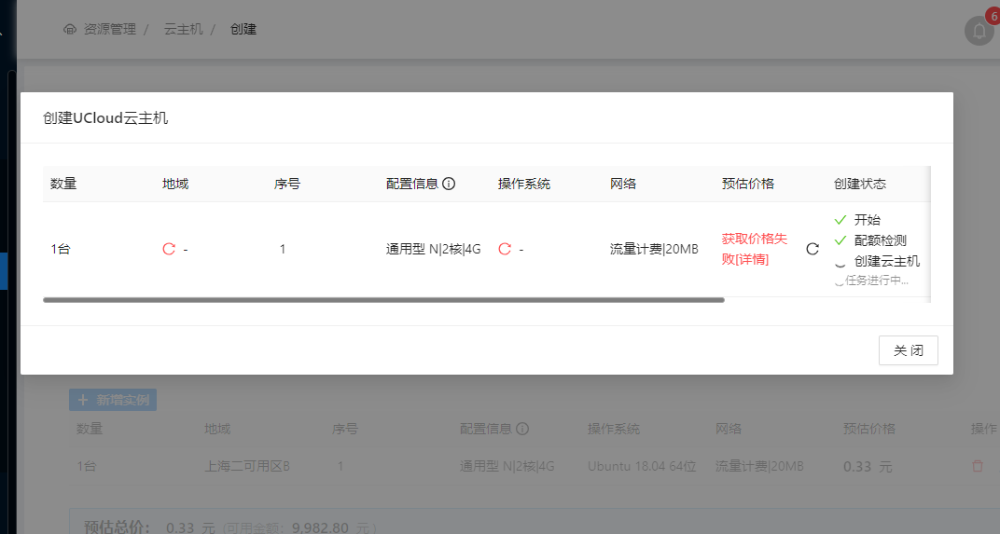 资源管理 / 云主机 / 创建
6
创建UCloud云主机
数量 地域 序号 配置信息 操作系统 网络 预估价格 创建状态
1台 - 1 通用型 N|2核|4G - 流量计费|20MB
获取价格失
败[详情]
开始
配额检测
创建云主机
任务进行中...
关 闭
+ 新增实例
数量 地域 序号 配置信息 操作系统 网络 预估价格 操作
1台 上海二可用区B 1 通用型 N|2核|4G Ubuntu 18.04 64位 流量计费|20MB 0.33 元
预估总价: 0.33 元 (可用金额: 9,982.80 元 )